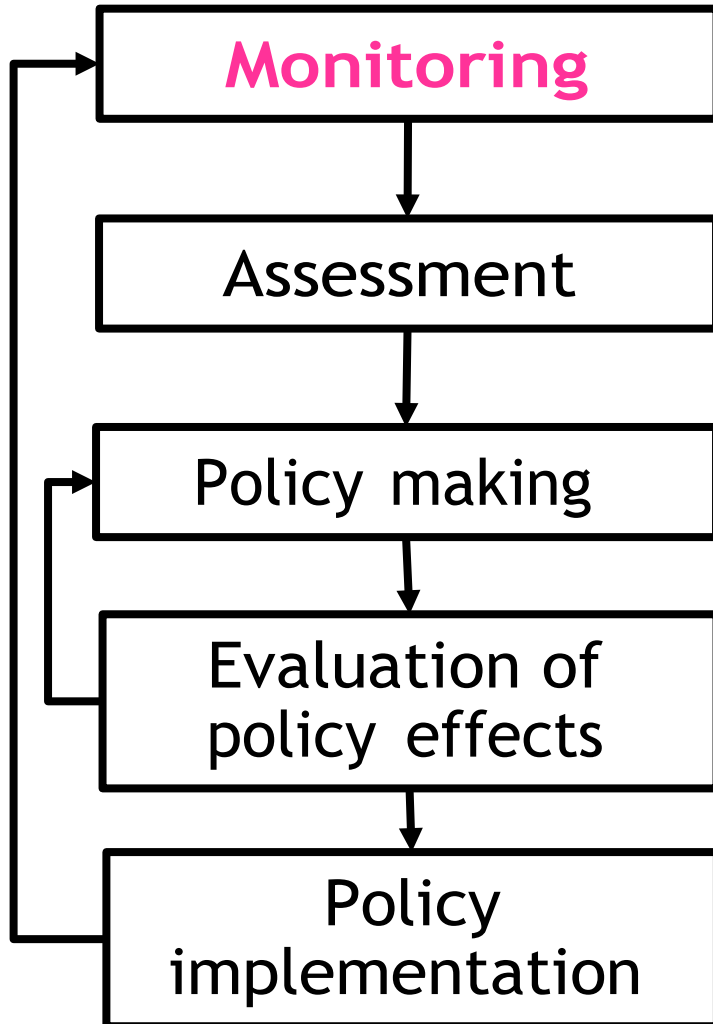 Monitoring
Assessment
Policy making
Evaluation of
policy effects
Policy
implementation